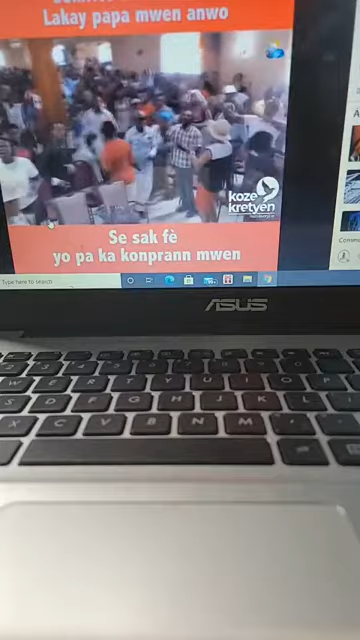 Lakay papa mwen anwo
koze
kretyen
Se sak fè
yo pa ka konprann mwen
Type here to search
ASUS
W E R T Y U I O P
S D F G H J K L
X C V B N M